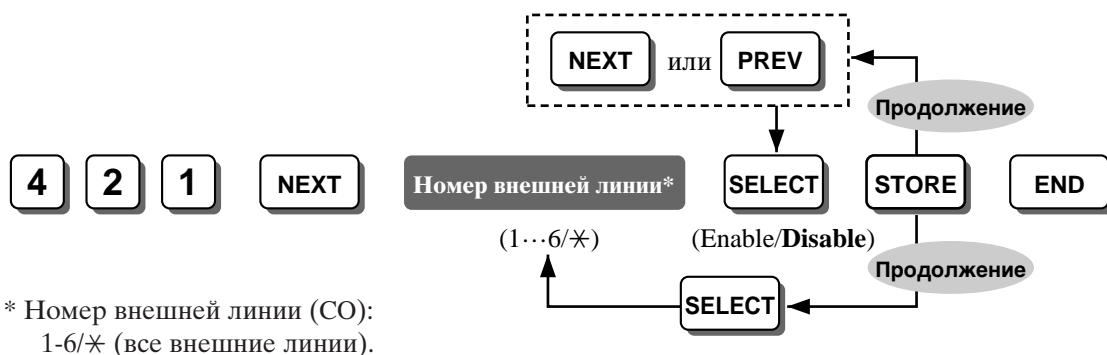 NEXT или PREV
Продолжение
4 2 1 NEXT Номер внешней линии* SELECT STORE END
(1···6/✳) (Enable/Disable)
Продолжение
SELECT
* Номер внешней линии (CO):
1-6/✳ (все внешние линии).